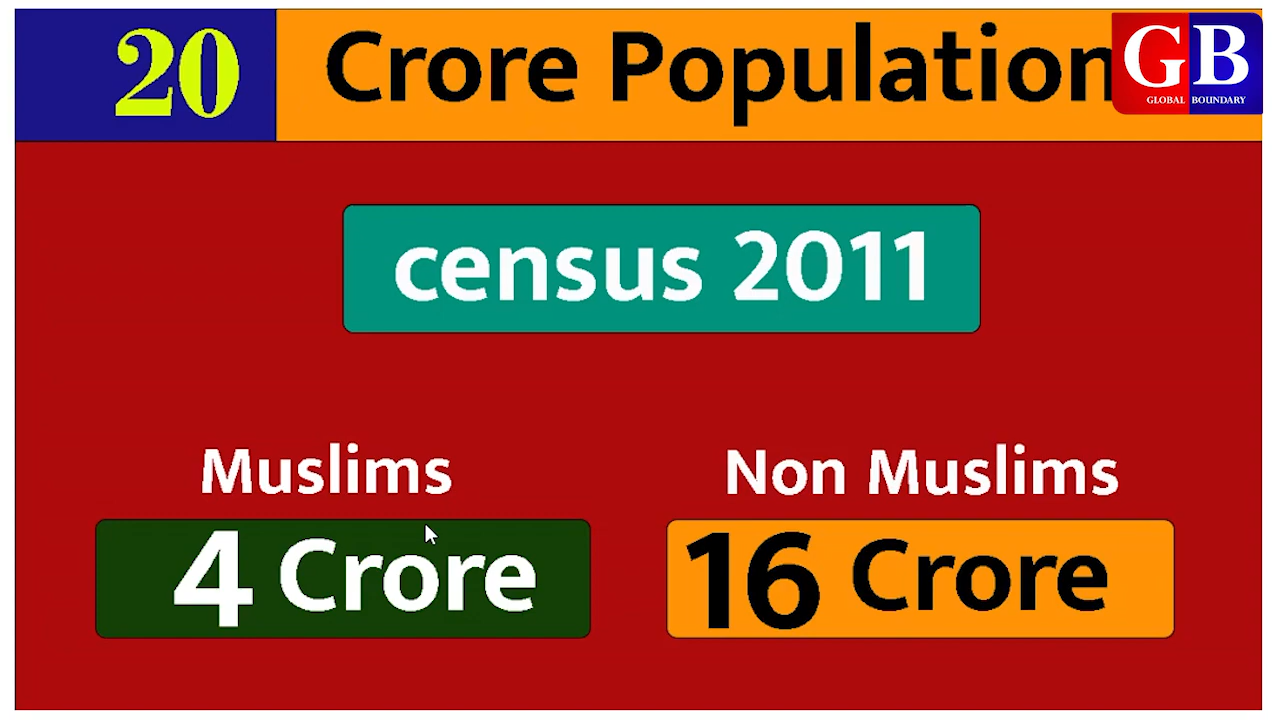 20 Crore Population
GB
GLOBAL BOUNDARY
census 2011
Muslims
Non Muslims
4 Crore
16 Crore